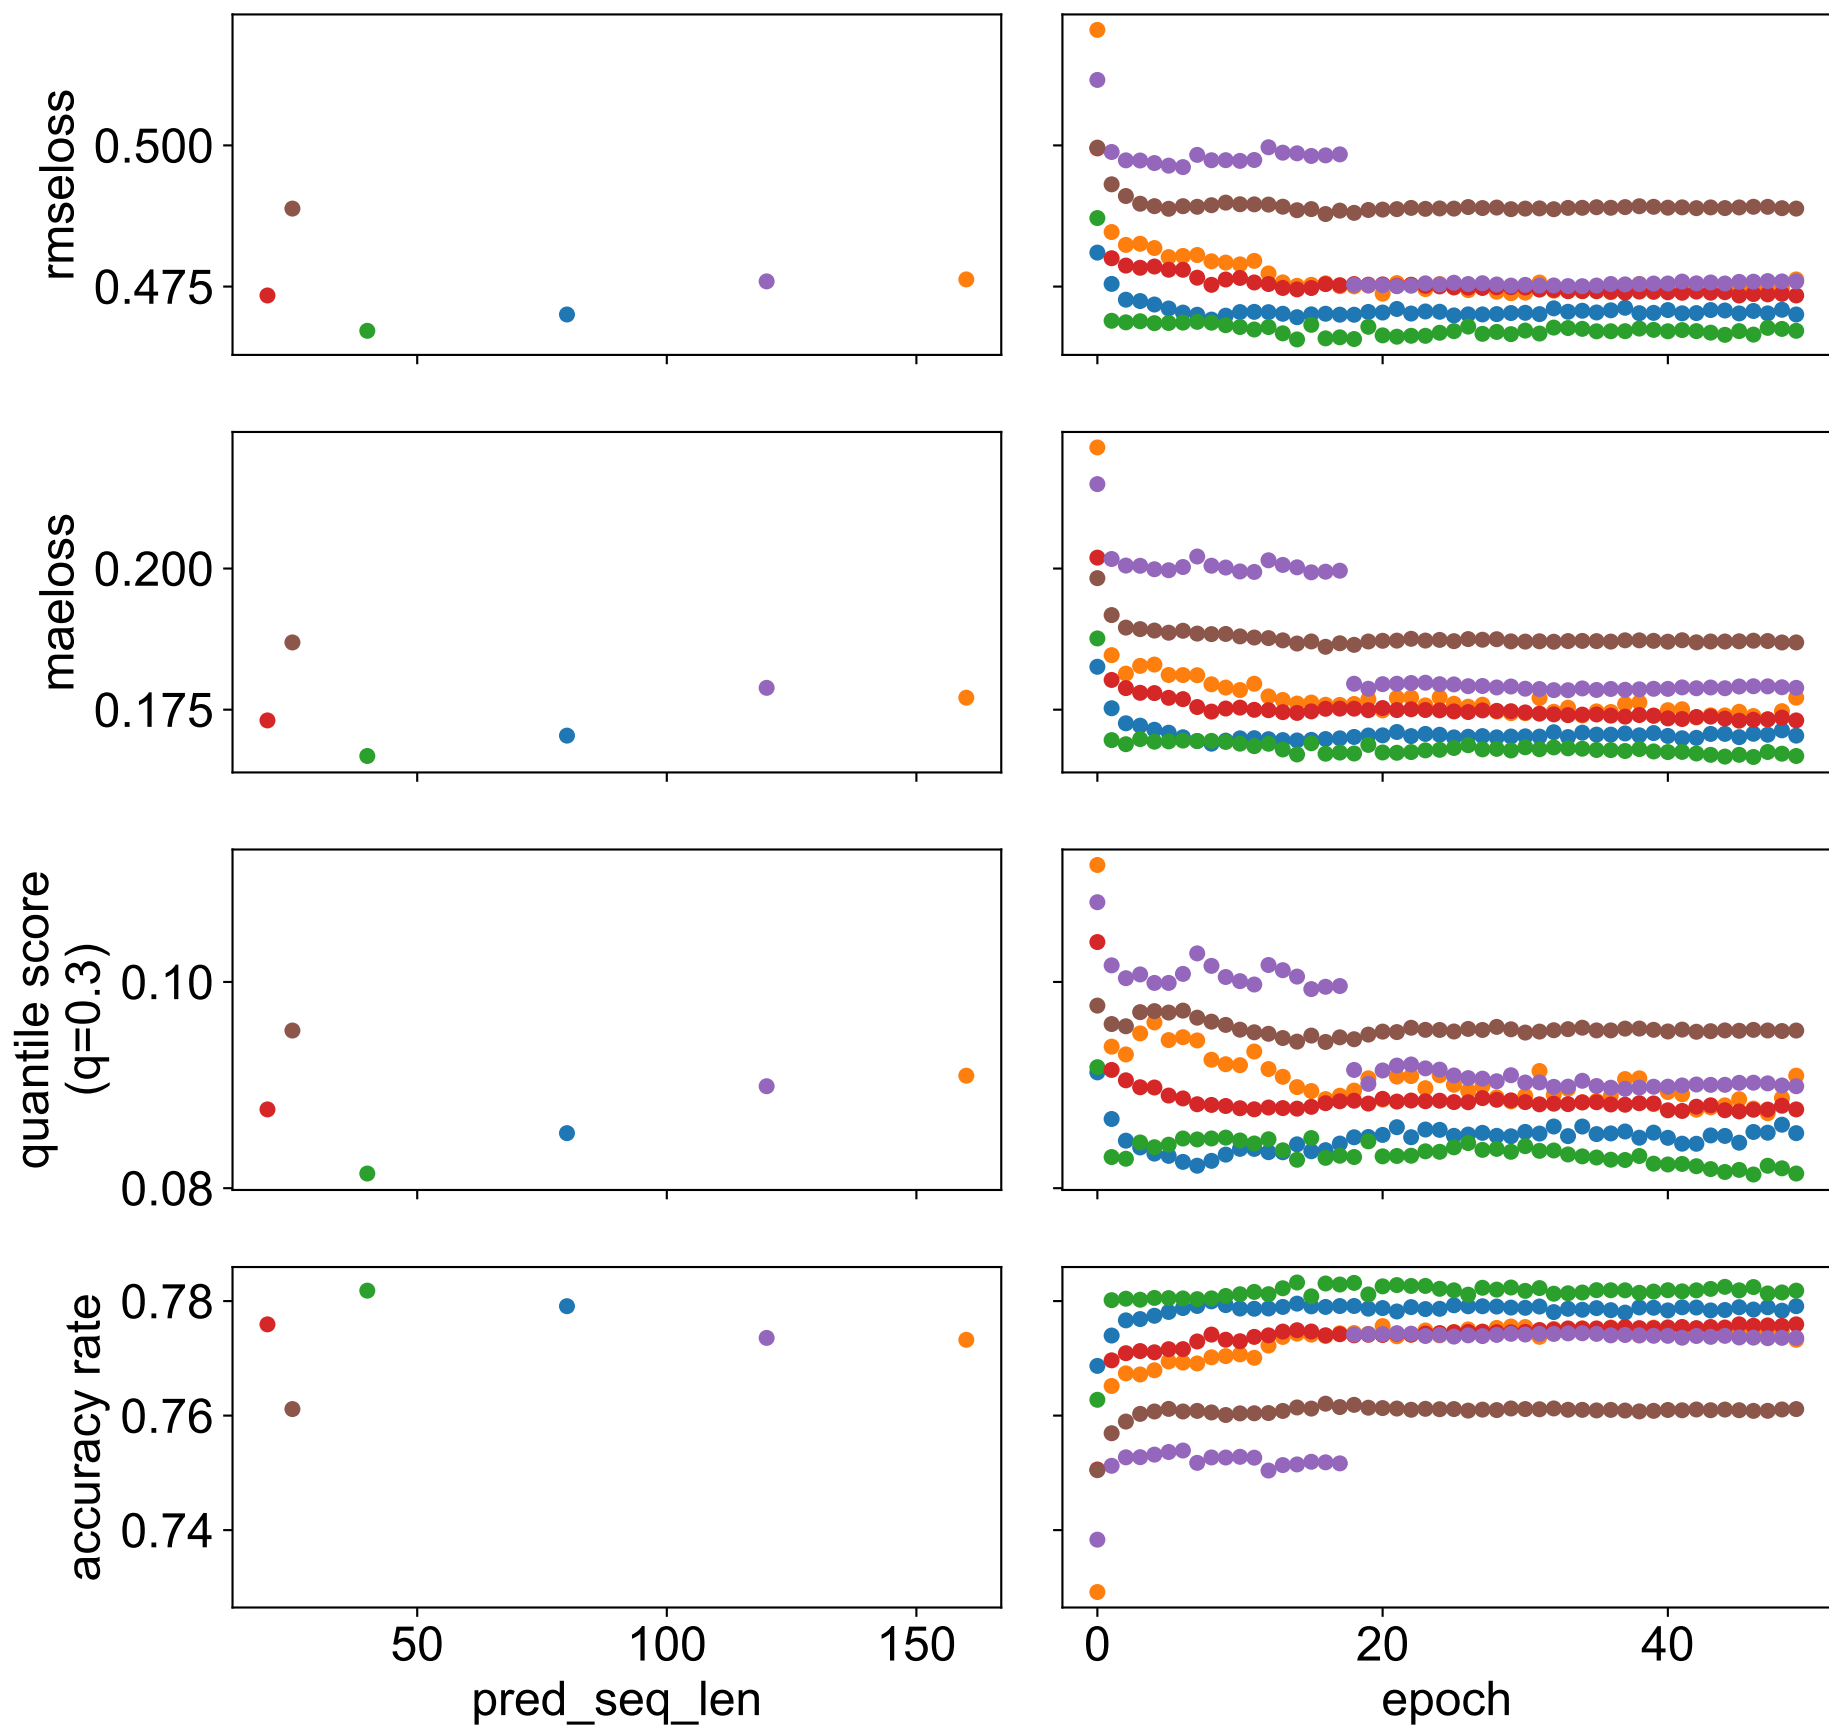 rmseloss
0.500
0.475
maeloss
0.200
0.175
quantile score
(q=0.3)
0.10
0.08
accuracy rate
0.78
0.76
0.74
50 100 150
pred_seq_len
0 20 40
epoch